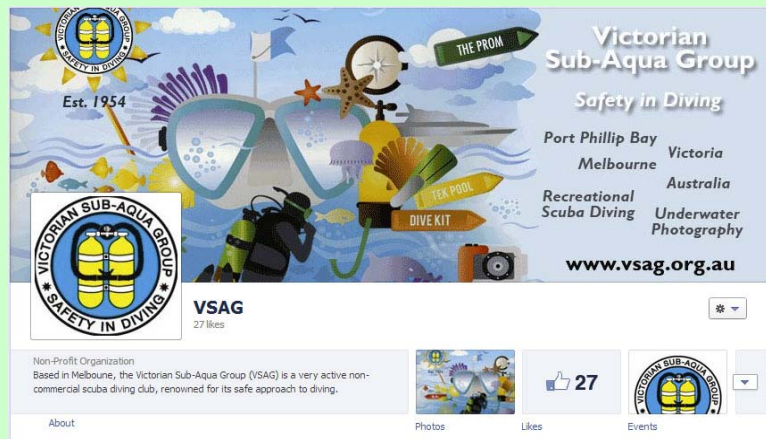 VICTORIAN SUB-AQUA GROUP
SAFETY IN DIVING
Est. 1954
THE PROM
TEK POOL
DIVE KIT
Victorian
Sub-Aqua Group
Safety in Diving
Port Phillip Bay
Melbourne
Victoria
Australia
Recreational
Scuba Diving
Underwater
Photography
www.vsag.org.au
VICTORIAN SUB-AQUA GROUP
SAFETY IN DIVING
VSAG
27 likes
Non-Profit Organization
Based in Melboune, the Victorian Sub-Aqua Group (VSAG) is a very active non-
commercial scuba diving club, renowned for its safe approach to diving.
About
Photos
27
Likes
VICTORIAN SUB-AQUA GROUP
Events